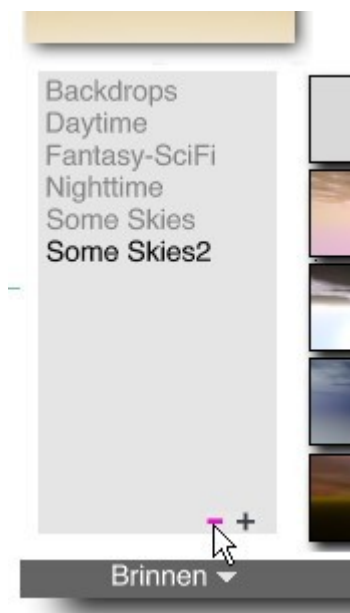 Backdrops
Daytime
Fantasy-SciFi
Nighttime
Some Skies
Some Skies2
- +
Brinnen